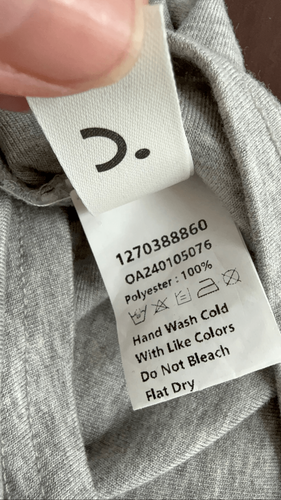 1270388860
OA240105076
Polyester : 100%
Hand Wash Cold
With Like Colors
Do Not Bleach
Flat Dry